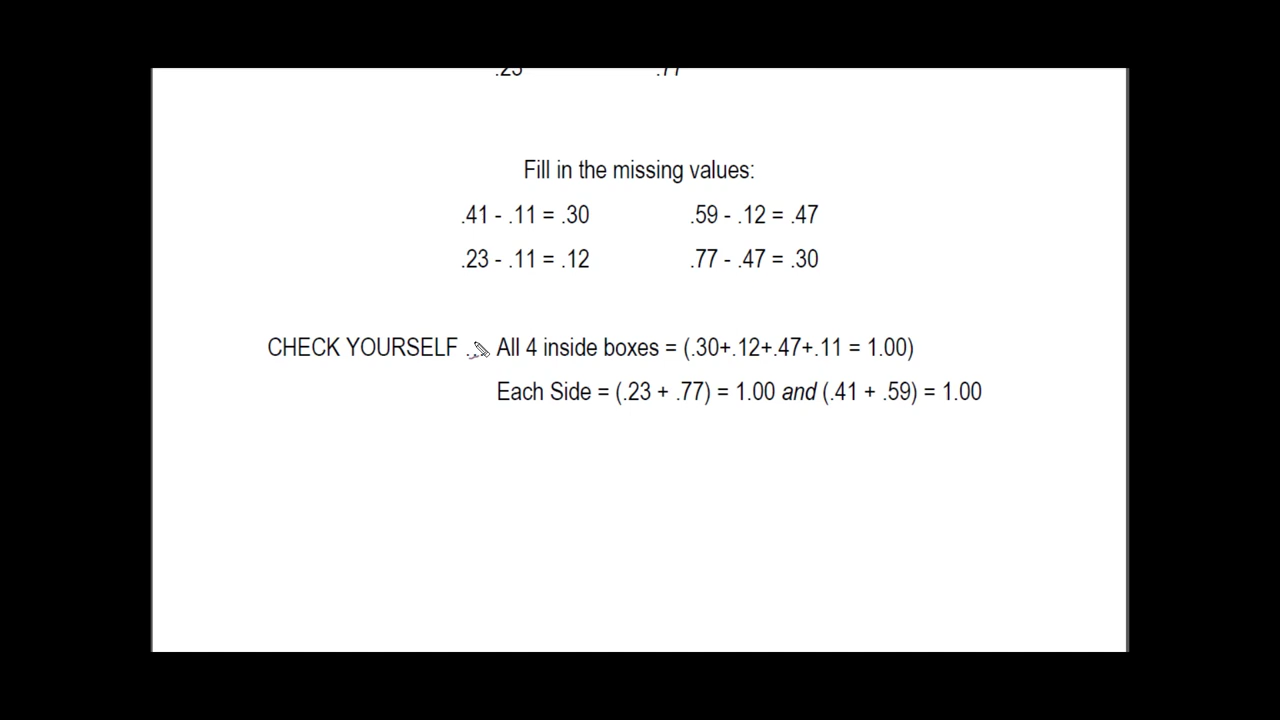 .23 .77
Fill in the missing values:
.41 - .11 = .30 .59 - .12 = .47
.23 - .11 = .12 .77 - .47 = .30
CHECK YOURSELF ... All 4 inside boxes = (.30+.12+.47+.11 = 1.00)
Each Side = (.23 + .77) = 1.00 and (.41 + .59) = 1.00